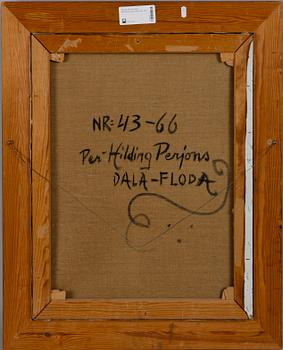 NR: 43-66
Per-Hilding Perjons
DALA-FLODA